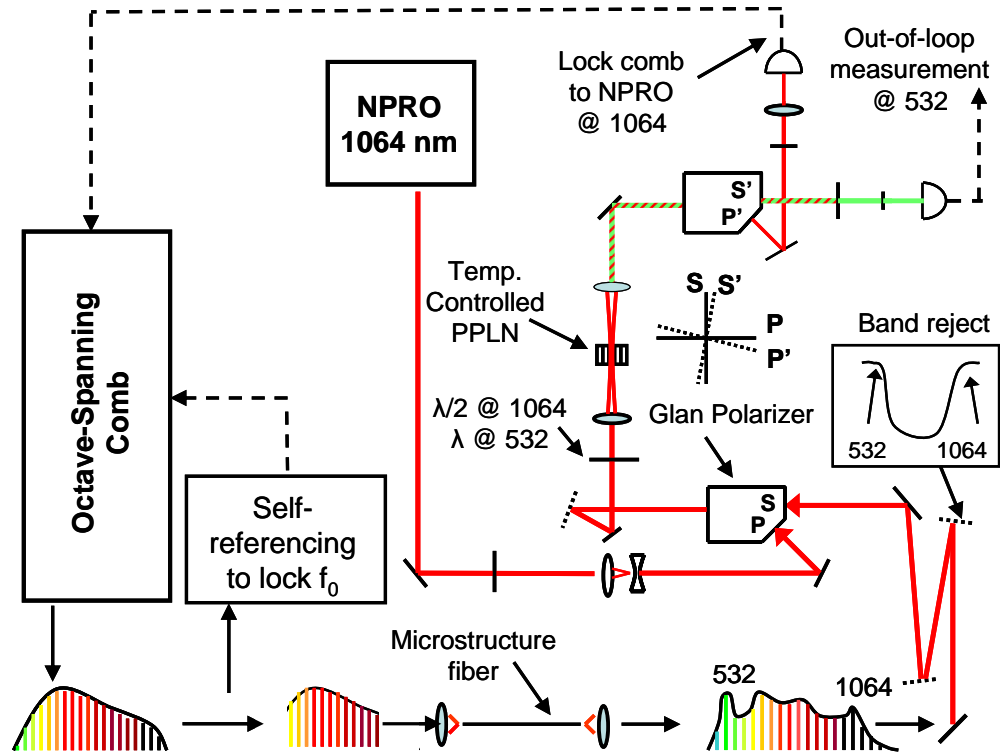 Lock comb
to NPRO
@ 1064
Out-of-loop
measurement
@ 532
NPRO
1064 nm
S'
P'
Octave-Spanning
Comb
Temp.
Controlled
PPLN
S S'
P
P'
Band reject
532 1064
λ/2 @ 1064
λ @ 532
Glan Polarizer
S
P
Self-
referencing
to lock f₀
Microstructure
fiber
532
1064